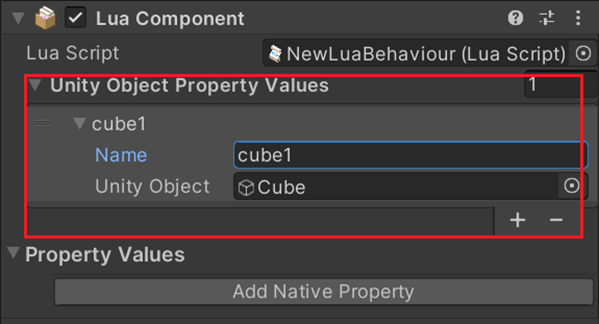 Lua Component
Lua Script NewLuaBehaviour (Lua Script)
Unity Object Property Values 1
cube1
Name cube1
Unity Object Cube
Property Values
Add Native Property